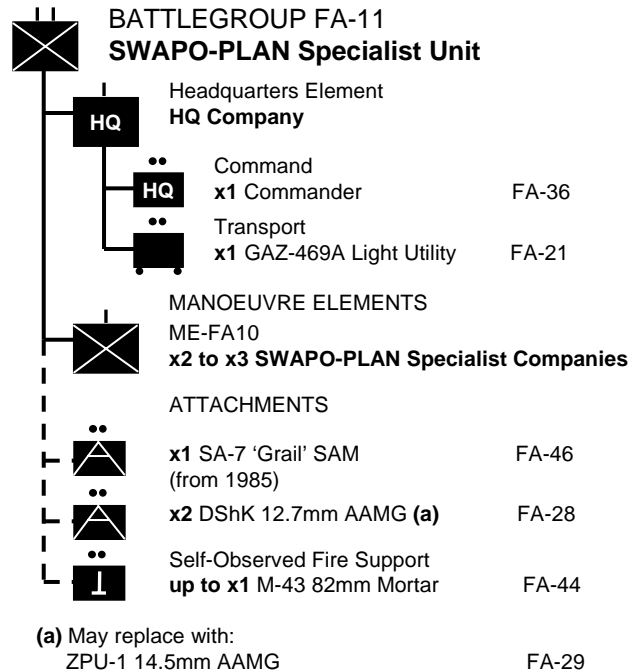 BATTLEGROUP FA-11
SWAPO-PLAN Specialist Unit
Headquarters Element
HQ
HQ Company
Command
HQ
x1 Commander FA-36
Transport
x1 GAZ-469A Light Utility FA-21
MANOEUVRE ELEMENTS
ME-FA10
x2 to x3 SWAPO-PLAN Specialist Companies
ATTACHMENTS
x1 SA-7 ‘Grail’ SAM FA-46
(from 1985)
x2 DShK 12.7mm AAMG (a) FA-28
Self-Observed Fire Support
up to x1 M-43 82mm Mortar FA-44
(a) May replace with:
ZPU-1 14.5mm AAMG FA-29